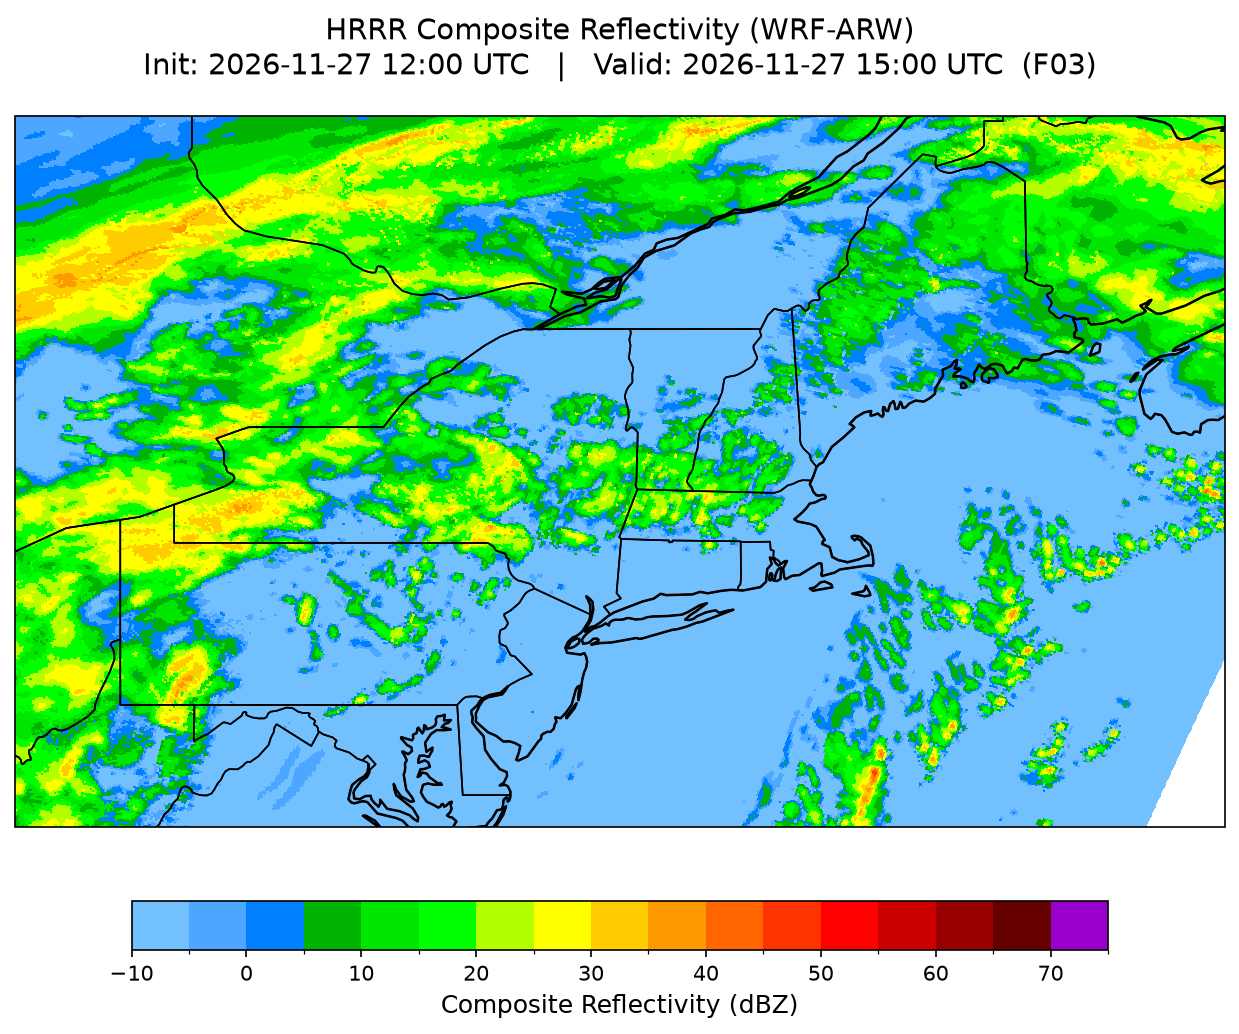 HRRR Composite Reflectivity (WRF-ARW)
Init: 2026-11-27 12:00 UTC | Valid: 2026-11-27 15:00 UTC (F03)
−10 0 10 20 30 40 50 60 70
Composite Reflectivity (dBZ)